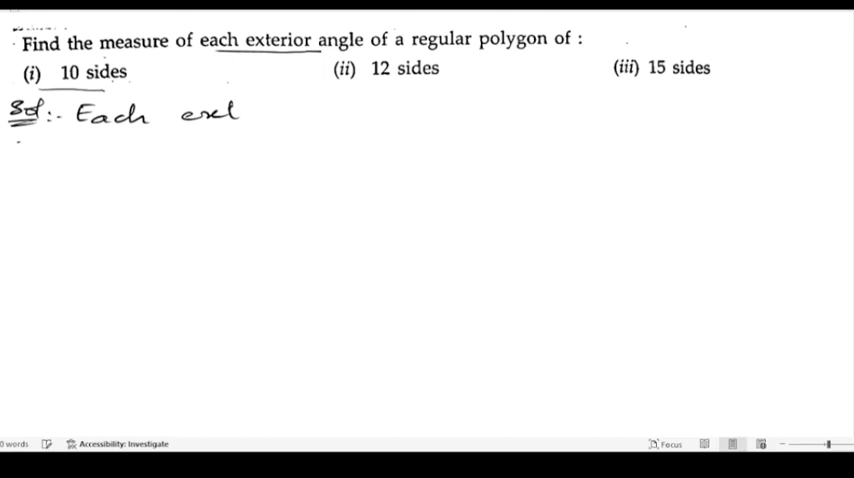 Find the measure of each exterior angle of a regular polygon of :
(i) 10 sides (ii) 12 sides (iii) 15 sides
Sol:- Each ext
0 words Accessibility: Investigate Focus